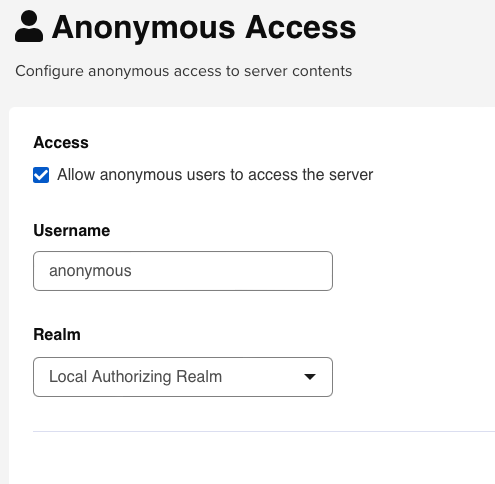 Anonymous Access
Configure anonymous access to server contents
Access
Allow anonymous users to access the server
Username
anonymous
Realm
Local Authorizing Realm